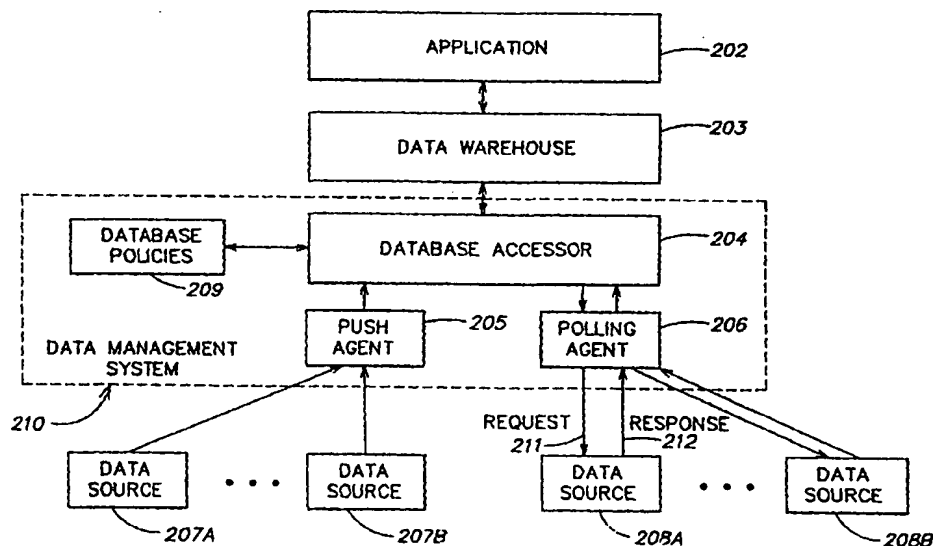 APPLICATION
202
DATA WAREHOUSE
203
DATABASE ACCESSOR
204
DATABASE
POLICIES
209
PUSH
AGENT
205
POLLING
AGENT
206
DATA MANAGEMENT
SYSTEM
210
REQUEST
211
RESPONSE
212
DATA
SOURCE
207A
DATA
SOURCE
207B
DATA
SOURCE
208A
DATA
SOURCE
208B